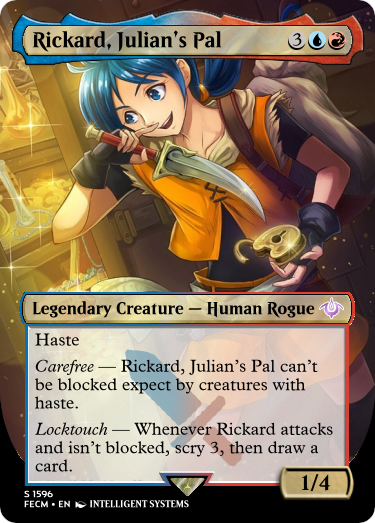 Rickard, Julian's Pal 3
Legendary Creature — Human Rogue
Haste
Carefree — Rickard, Julian's Pal can't
be blocked expect by creatures with
haste.
Locktouch — Whenever Rickard attacks
and isn't blocked, scry 3, then draw a
card.
1/4
S 1596
FECM • EN INTELLIGENT SYSTEMS